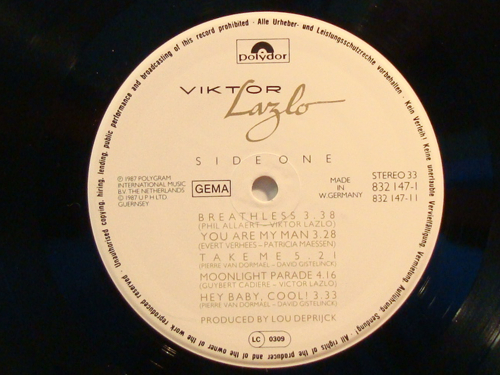 Unauthorised copying, hiring, lending, public performance and broadcasting of this record prohibited · Alle Urheber- und Leistungsschutzrechte vorbehalten · Kein Verleih! Keine unerlaubte Vervielfältigung, Vermietung, Aufführung, Sendung! · All rights of the producer and of the owner of the work reproduced reserved ·
Polydor
VIKTOR
Lazlo
SIDE ONE
℗ 1987 POLYGRAM
INTERNATIONAL MUSIC
B.V. THE NETHERLANDS
© 1987 U.P.H. LTD
GUERNSEY
GEMA
MADE
IN
W.GERMANY
STEREO 33
832 147-1
832 147-11
BREATHLESS 3.38
(PHIL ALLAERT – VIKTOR LAZLO)
YOU ARE MY MAN 3.28
(EVERT VERHEES – PATRICIA MAESSEN)
TAKE ME 5.21
(PIERRE VAN DORMAEL – DAVID GISTELINCK)
MOONLIGHT PARADE 4.16
(GUYBERT CADIERE – VICTOR LAZLO)
HEY BABY, COOL! 3.33
(PIERRE VAN DORMAEL – DAVID GISTELINCK)
PRODUCED BY LOU DEPRIJCK
LC 0309